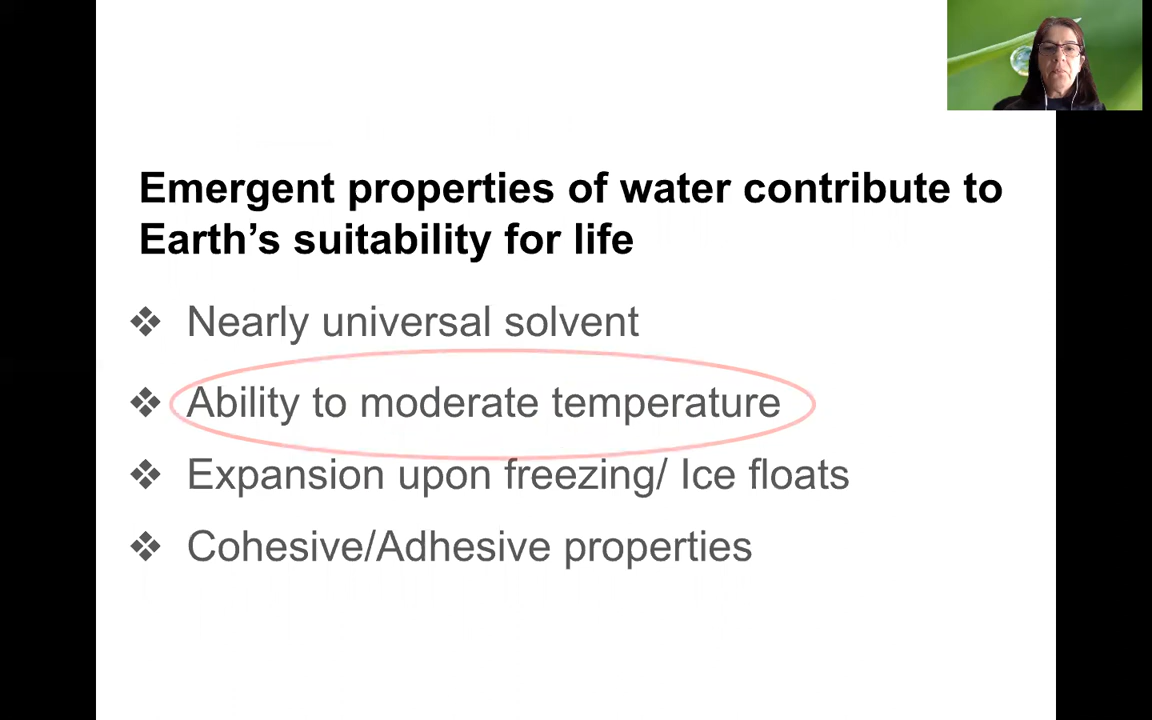 Emergent properties of water contribute to
Earth’s suitability for life
❖ Nearly universal solvent
❖ Ability to moderate temperature
❖ Expansion upon freezing/ Ice floats
❖ Cohesive/Adhesive properties